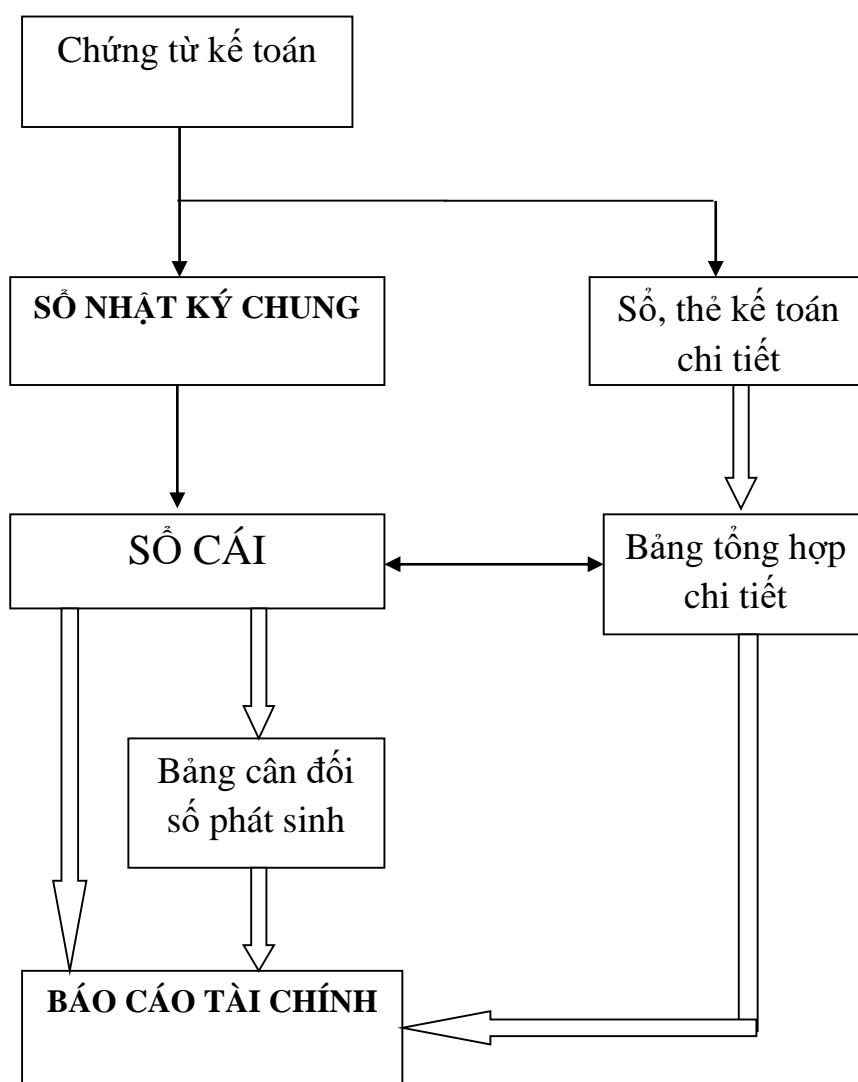 Chứng từ kế toán
SỔ NHẬT KÝ CHUNG
Sổ, thẻ kế toán
chi tiết
SỔ CÁI
Bảng tổng hợp
chi tiết
Bảng cân đối
số phát sinh
BÁO CÁO TÀI CHÍNH